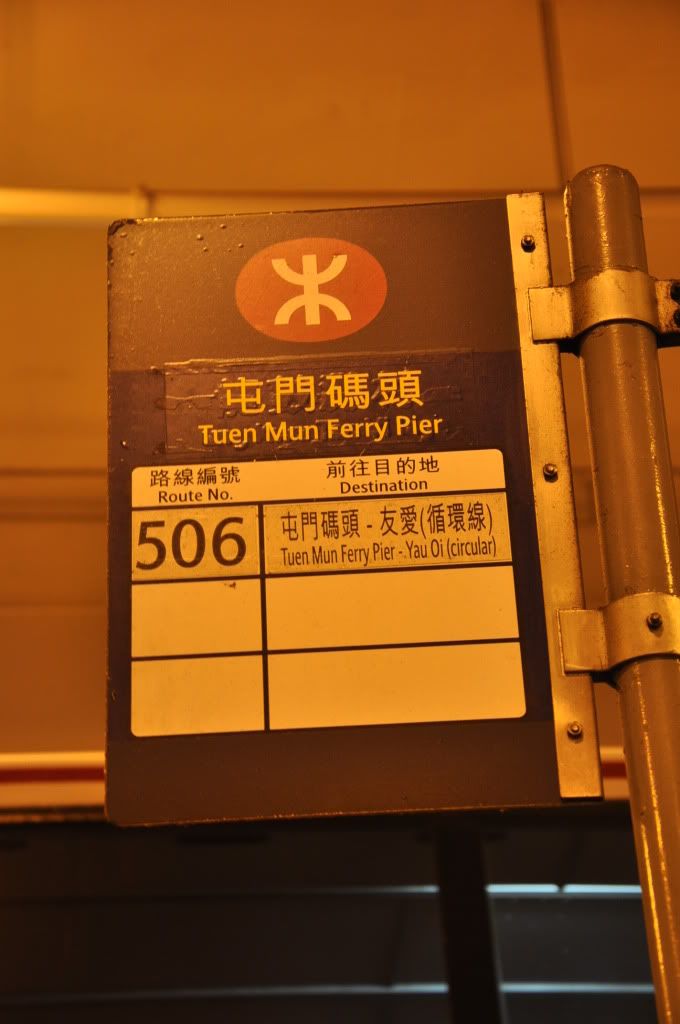 屯門碼頭
Tuen Mun Ferry Pier
路線編號 前往目的地
Route No. Destination
506 屯門碼頭 - 友愛(循環線)
Tuen Mun Ferry Pier - Yau Oi (circular)